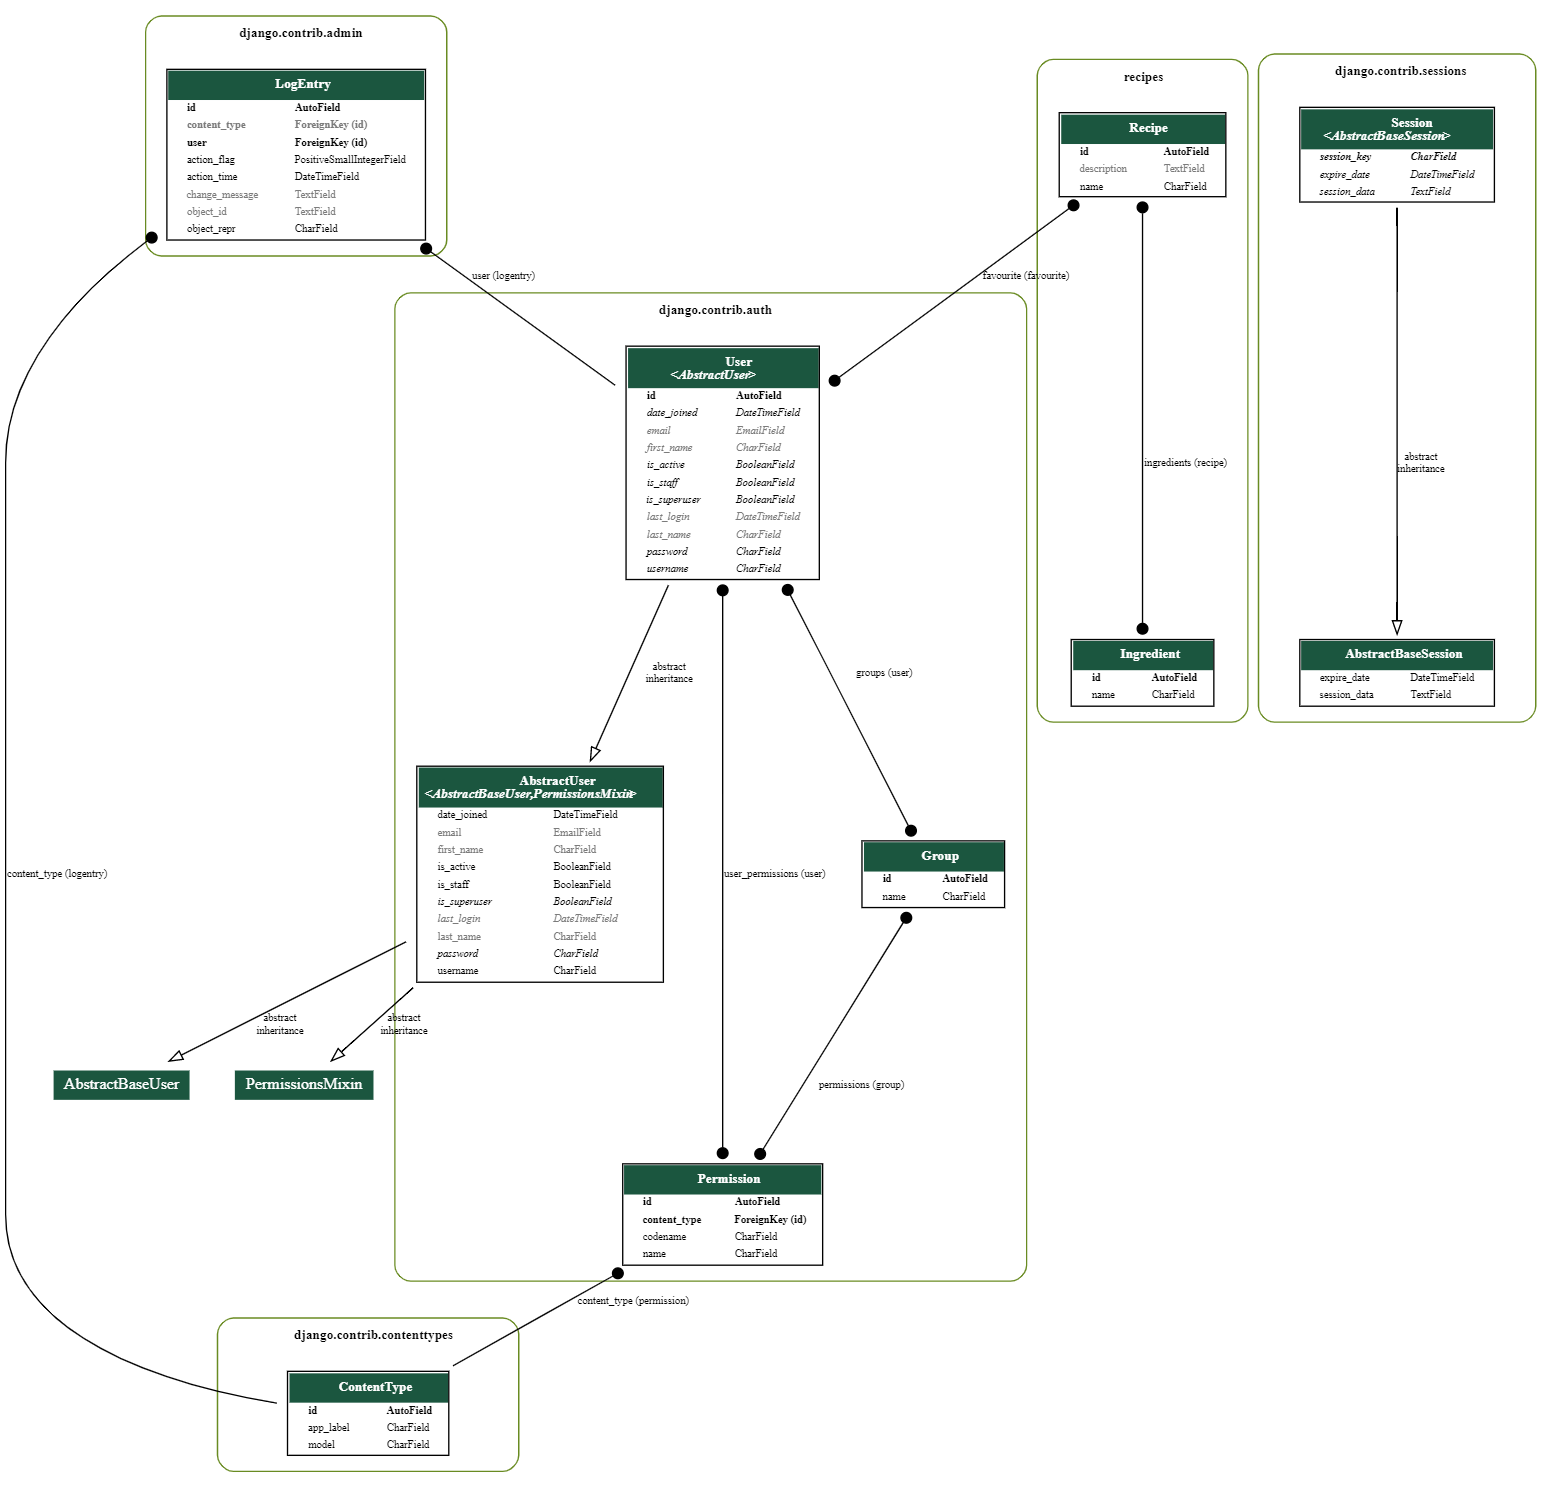 django.contrib.admin
LogEntry
id AutoField
content_type ForeignKey (id)
user ForeignKey (id)
action_flag PositiveSmallIntegerField
action_time DateTimeField
change_message TextField
object_id TextField
object_repr CharField
recipes
Recipe
id AutoField
description TextField
name CharField
django.contrib.sessions
Session
<AbstractBaseSession>
session_key CharField
expire_date DateTimeField
session_data TextField
user (logentry)
favourite (favourite)
django.contrib.auth
User
<AbstractUser>
id AutoField
date_joined DateTimeField
email EmailField
first_name CharField
is_active BooleanField
is_staff BooleanField
is_superuser BooleanField
last_login DateTimeField
last_name CharField
password CharField
username CharField
ingredients (recipe)
abstract
inheritance
Ingredient
id AutoField
name CharField
AbstractBaseSession
expire_date DateTimeField
session_data TextField
abstract
inheritance
groups (user)
AbstractUser
<AbstractBaseUser,PermissionsMixin>
date_joined DateTimeField
email EmailField
first_name CharField
is_active BooleanField
is_staff BooleanField
is_superuser BooleanField
last_login DateTimeField
last_name CharField
password CharField
username CharField
content_type (logentry)
user_permissions (user)
Group
id AutoField
name CharField
abstract
inheritance
abstract
inheritance
AbstractBaseUser
PermissionsMixin
permissions (group)
Permission
id AutoField
content_type ForeignKey (id)
codename CharField
name CharField
content_type (permission)
django.contrib.contenttypes
ContentType
id AutoField
app_label CharField
model CharField